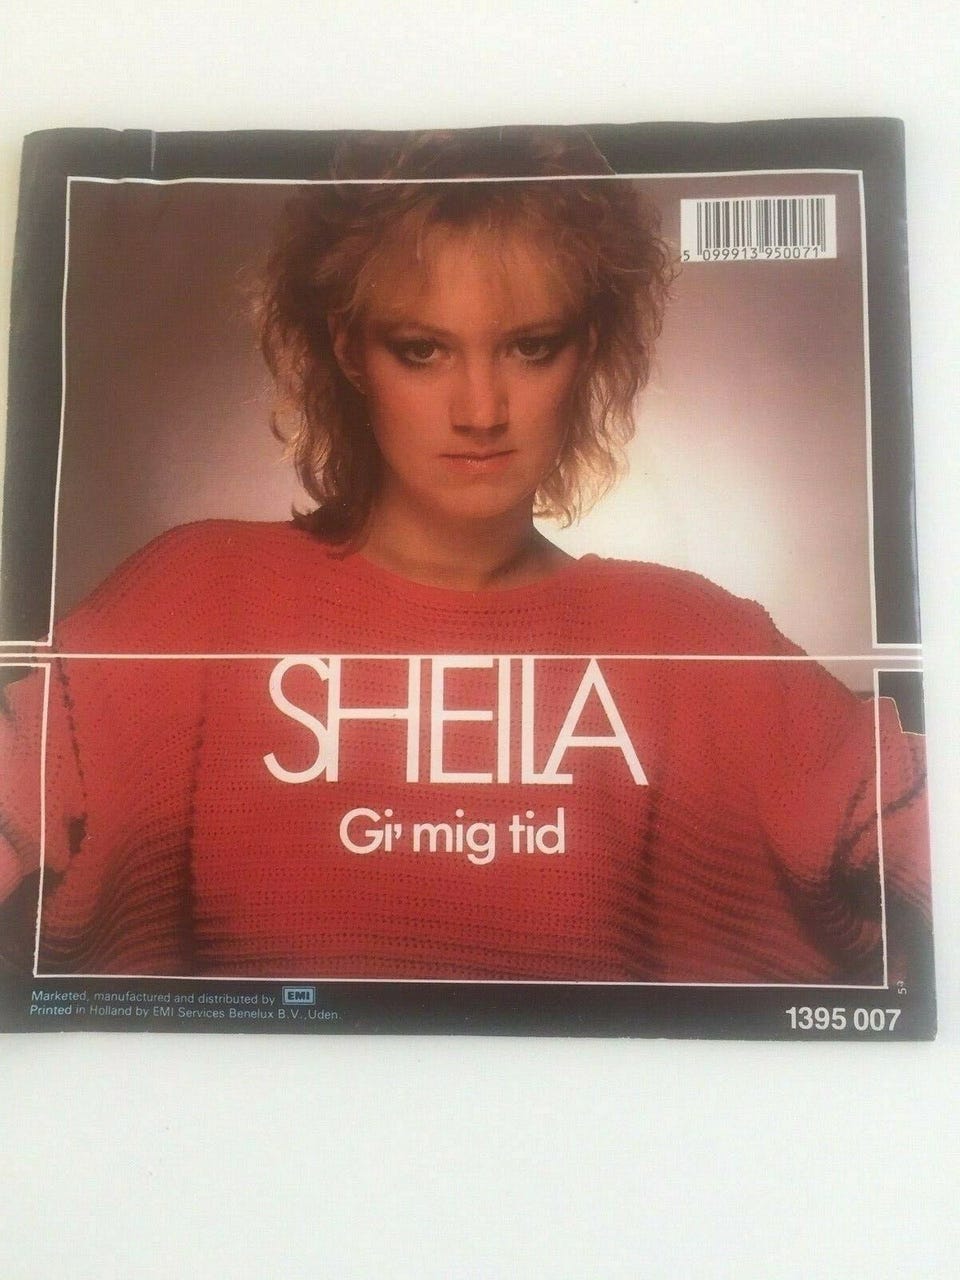 5 099913 950071
SHEILA
Gi' mig tid
Marketed, manufactured and distributed by EMI
Printed in Holland by EMI Services Benelux B.V., Uden.
1395 007